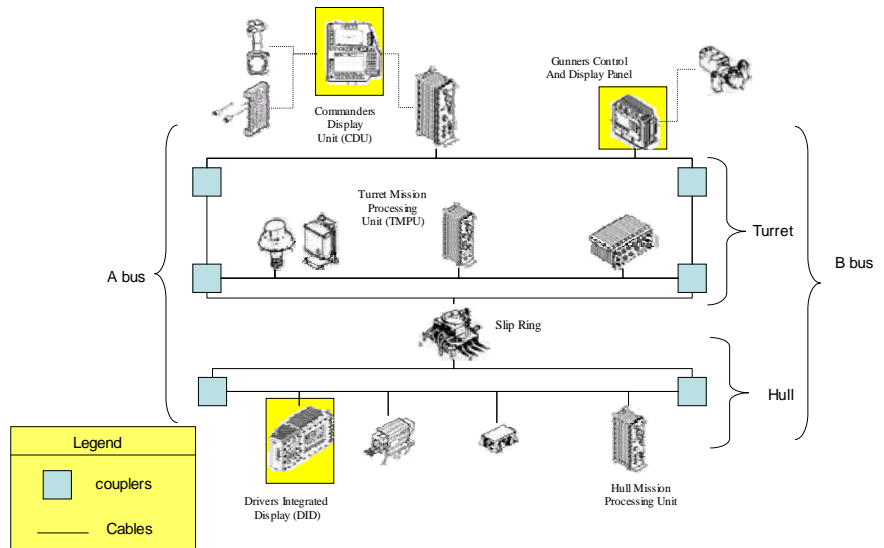 Gunners Control
And Display Panel
Commanders
Display
Unit (CDU)
Turret Mission
Processing
Unit (TMPU)
Turret
A bus
B bus
Slip Ring
Hull
Legend
couplers
Cables
Drivers Integrated
Display (DID)
Hull Mission
Processing Unit